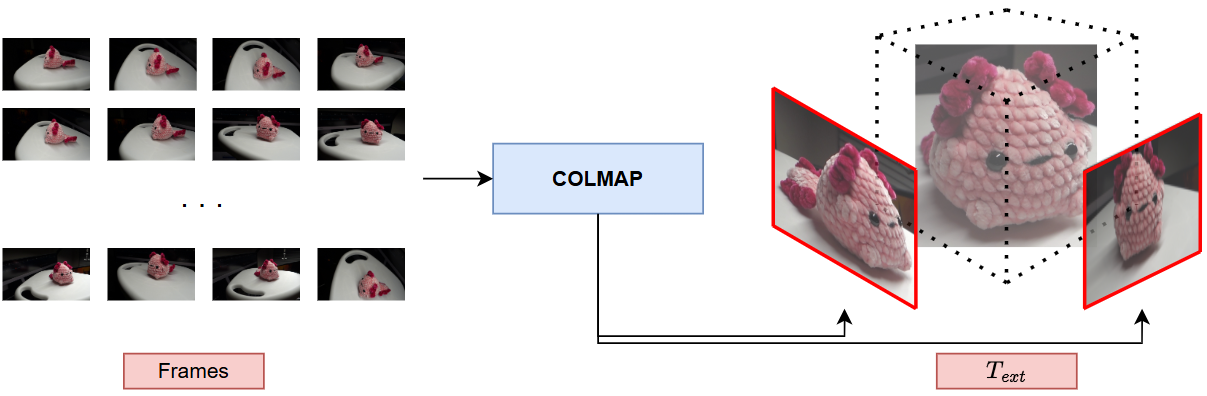 . . .
COLMAP
Frames
T_ext